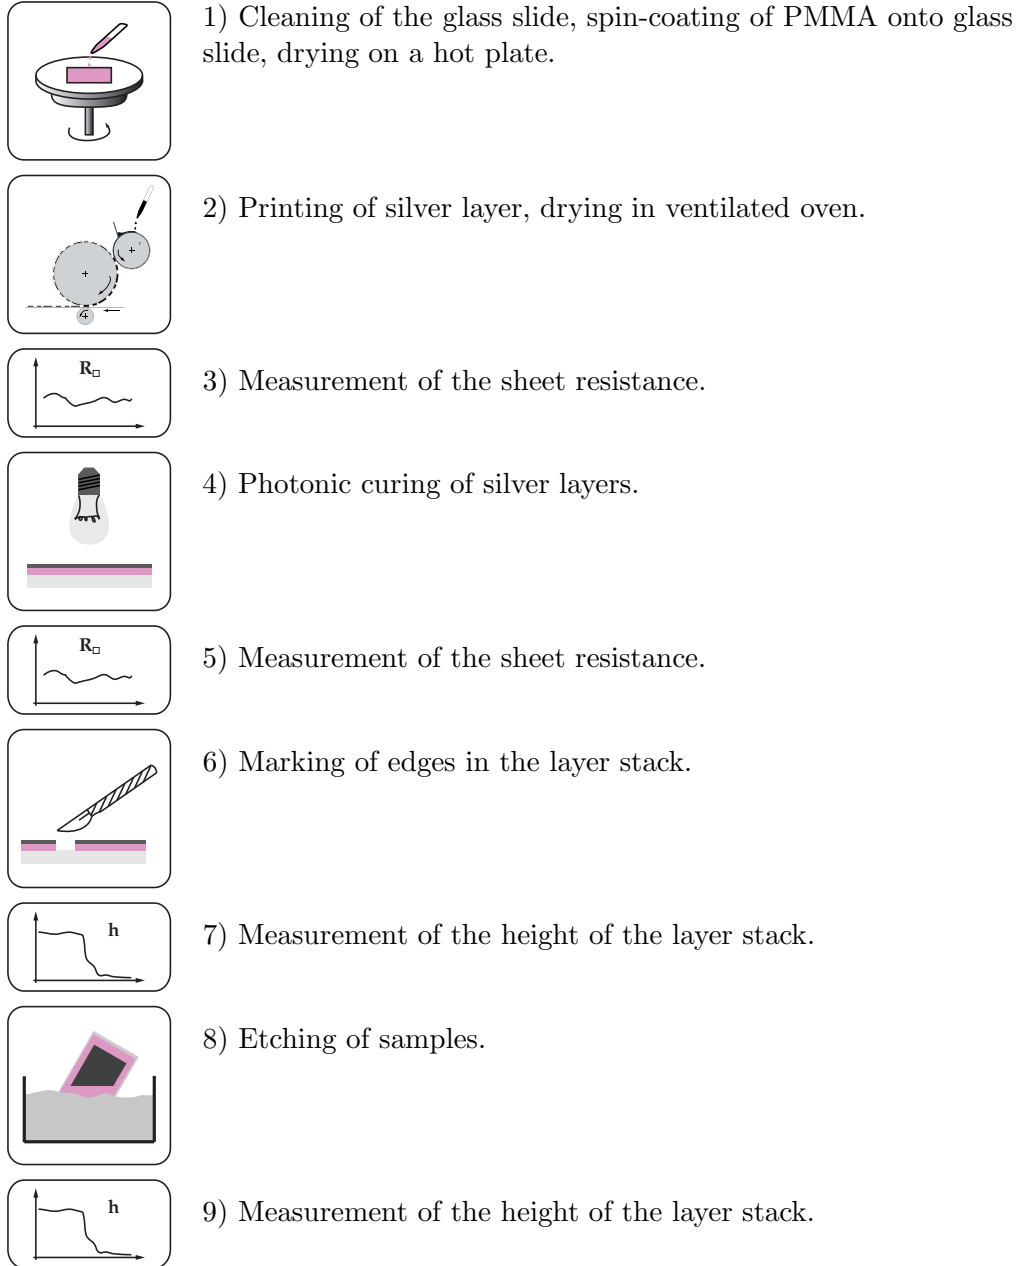 1) Cleaning of the glass slide, spin-coating of PMMA onto glass
slide, drying on a hot plate.
2) Printing of silver layer, drying in ventilated oven.
R□
3) Measurement of the sheet resistance.
4) Photonic curing of silver layers.
R□
5) Measurement of the sheet resistance.
6) Marking of edges in the layer stack.
h
7) Measurement of the height of the layer stack.
8) Etching of samples.
h
9) Measurement of the height of the layer stack.